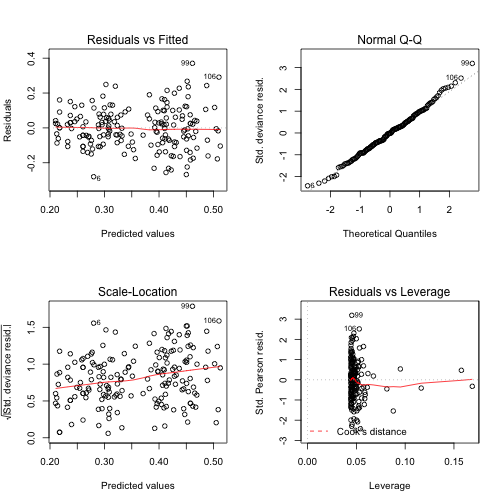 Residuals vs Fitted
Residuals
-0.2 0.0 0.2 0.4
99
106
6
0.20 0.30 0.40 0.50
Predicted values
Normal Q-Q
Std. deviance resid.
-2 -1 0 1 2 3
99
106
6
-2 -1 0 1 2
Theoretical Quantiles
Scale-Location
√|Std. deviance resid.|
0.0 0.5 1.0 1.5
99
106
6
0.20 0.30 0.40 0.50
Predicted values
Residuals vs Leverage
Std. Pearson resid.
-3 -2 -1 0 1 2 3
99
106
Cook's distance
0.00 0.05 0.10 0.15
Leverage